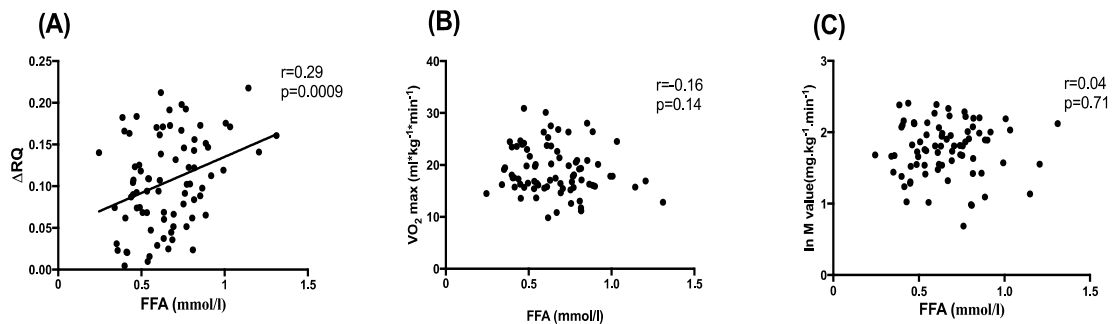 (A)
r=0.29
p=0.0009
ΔRQ
0.25
0.20
0.15
0.10
0.05
0.00
0
0.5
1
1.5
FFA (mmol/l)
(B)
r=-0.16
p=0.14
VO2 max (ml*kg-1*min-1)
40
30
20
10
0
0.0
0.5
1.0
1.5
FFA (mmol/l)
(C)
r=0.04
p=0.71
ln M value(mg.kg-1.min-1)
3
2
1
0
0.0
0.5
1.0
1.5
FFA (mmol/l)